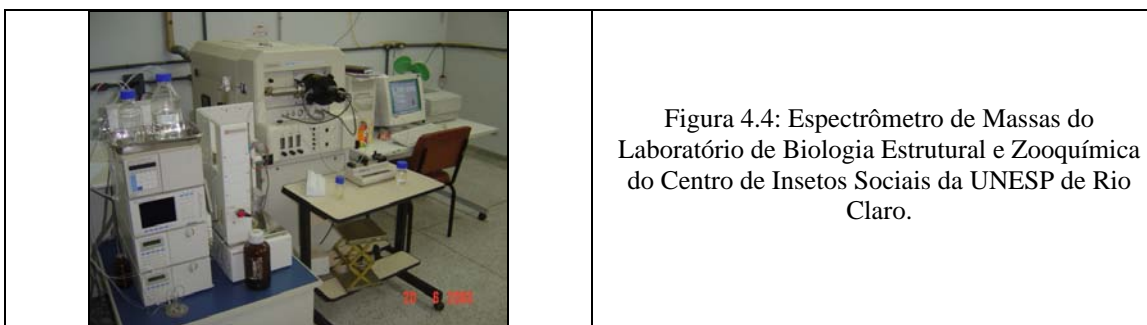 Figura 4.4: Espectrômetro de Massas do
Laboratório de Biologia Estrutural e Zooquímica
do Centro de Insetos Sociais da UNESP de Rio
Claro.